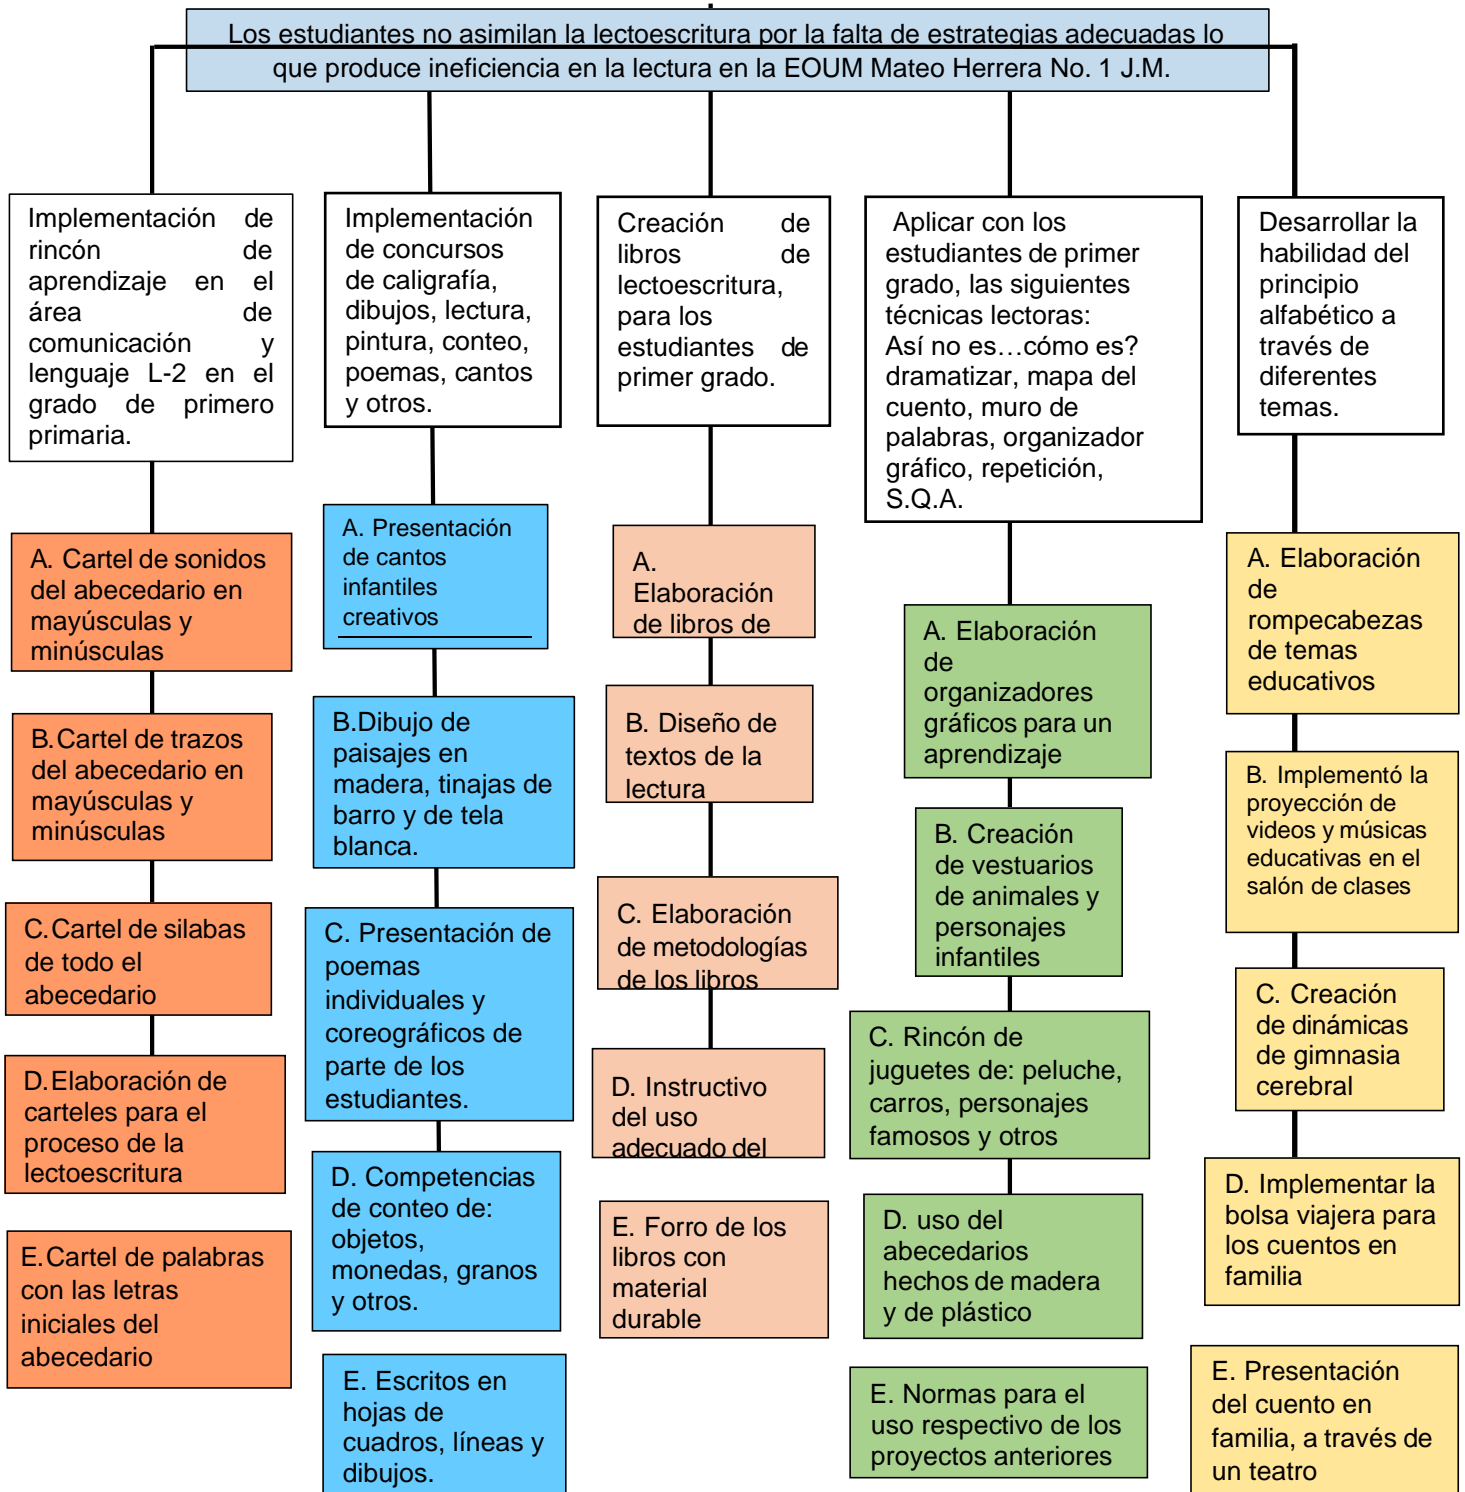 Los estudiantes no asimilan la lectoescritura por la falta de estrategias adecuadas lo
que produce ineficiencia en la lectura en la EOUM Mateo Herrera No. 1 J.M.
Implementación de
rincón de
aprendizaje en el
área de
comunicación y
lenguaje L-2 en el
grado de primero
primaria.
A. Cartel de sonidos
del abecedario en
mayúsculas y
minúsculas
B.Cartel de trazos
del abecedario en
mayúsculas y
minúsculas
C.Cartel de silabas
de todo el
abecedario
D.Elaboración de
carteles para el
proceso de la
lectoescritura
E.Cartel de palabras
con las letras
iniciales del
abecedario
Implementación
de concursos
de caligrafía,
dibujos, lectura,
pintura, conteo,
poemas, cantos
y otros.
A. Presentación
de cantos
infantiles
creativos
B.Dibujo de
paisajes en
madera, tinajas de
barro y de tela
blanca.
C. Presentación de
poemas
individuales y
coreográficos de
parte de los
estudiantes.
D. Competencias
de conteo de:
objetos,
monedas, granos
y otros.
E. Escritos en
hojas de
cuadros, líneas y
dibujos.
Creación de
libros de
lectoescritura,
para los
estudiantes de
primer grado.
A.
Elaboración
de libros de
B. Diseño de
textos de la
lectura
C. Elaboración
de metodologías
de los libros
D. Instructivo
del uso
adecuado del
E. Forro de los
libros con
material
durable
Aplicar con los
estudiantes de primer
grado, las siguientes
técnicas lectoras:
Así no es…cómo es?
dramatizar, mapa del
cuento, muro de
palabras, organizador
gráfico, repetición,
S.Q.A.
A. Elaboración
de
organizadores
gráficos para un
aprendizaje
B. Creación
de vestuarios
de animales y
personajes
infantiles
C. Rincón de
juguetes de: peluche,
carros, personajes
famosos y otros
D. uso del
abecedarios
hechos de madera
y de plástico
E. Normas para el
uso respectivo de los
proyectos anteriores
Desarrollar la
habilidad del
principio
alfabético a
través de
diferentes
temas.
A. Elaboración
de
rompecabezas
de temas
educativos
B. Implementó la
proyección de
videos y músicas
educativas en el
salón de clases
C. Creación
de dinámicas
de gimnasia
cerebral
D. Implementar la
bolsa viajera para
los cuentos en
familia
E. Presentación
del cuento en
familia, a través de
un teatro